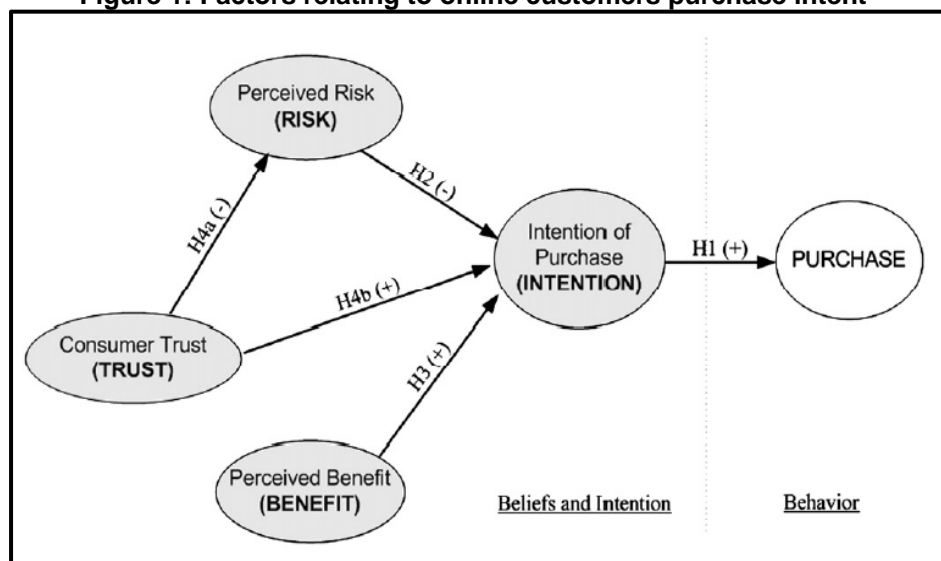 Figure 1: Factors relating to online customers purchase intent
Perceived Risk
(RISK)
H4a (-)
H2 (-)
Intention of
Purchase
(INTENTION)
H1 (+)
PURCHASE
H4b (+)
Consumer Trust
(TRUST)
H3 (+)
Perceived Benefit
(BENEFIT)
Beliefs and Intention
Behavior